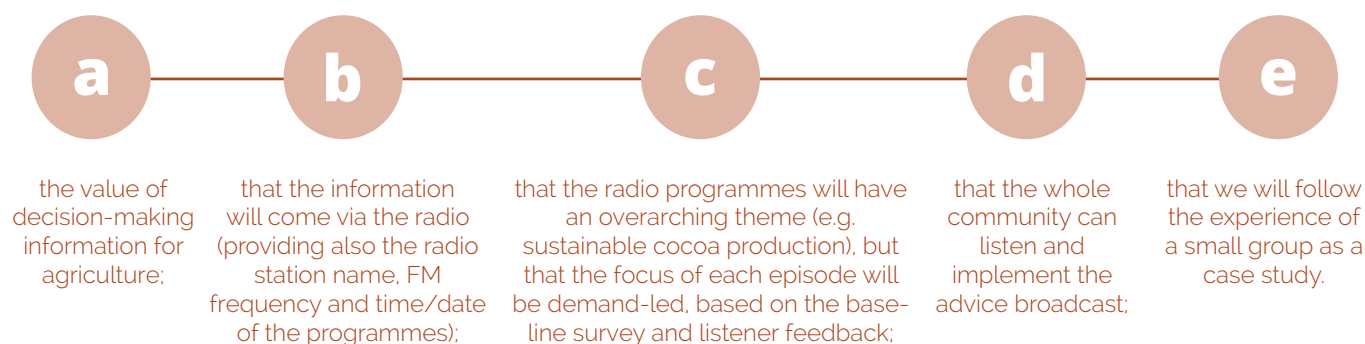 a
b
c
d
e
the value of
decision-making
information for
agriculture;
that the information
will come via the radio
(providing also the radio
station name, FM
frequency and time/date
of the programmes);
that the radio programmes will have
an overarching theme (e.g.
sustainable cocoa production), but
that the focus of each episode will
be demand-led, based on the base-
line survey and listener feedback;
that the whole
community can
listen and
implement the
advice broadcast;
that we will follow
the experience of
a small group as a
case study.